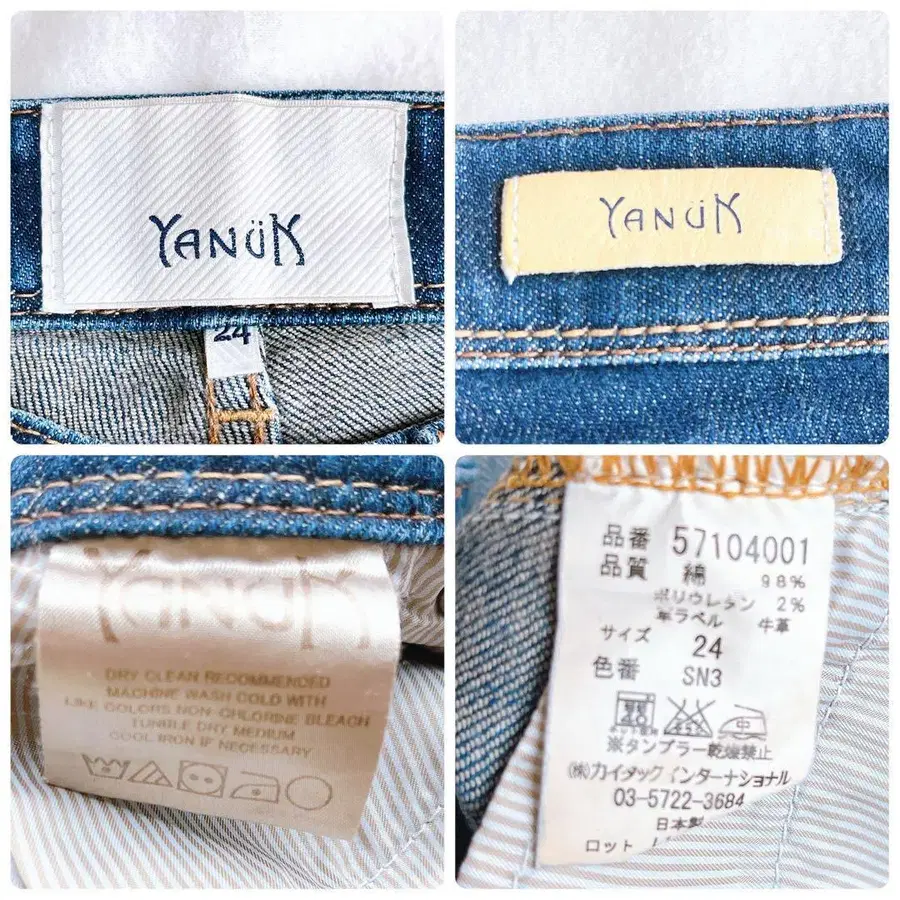 YANÜK
24
YANÜK
YANUK
DRY CLEAN RECOMMENDED
MACHINE WASH COLD WITH
LIKE COLORS NON-CHLORINE BLEACH
TUMBLE DRY MEDIUM
COOL IRON IF NECESSARY
品番 57104001
品質 綿 98%
ポリウレタン 2%
革ラベル 牛革
サイズ 24
色番 SN3
中
※タンブラー乾燥禁止
㈱カイタックインターナショナル
03-5722-3684
日本製
ロット